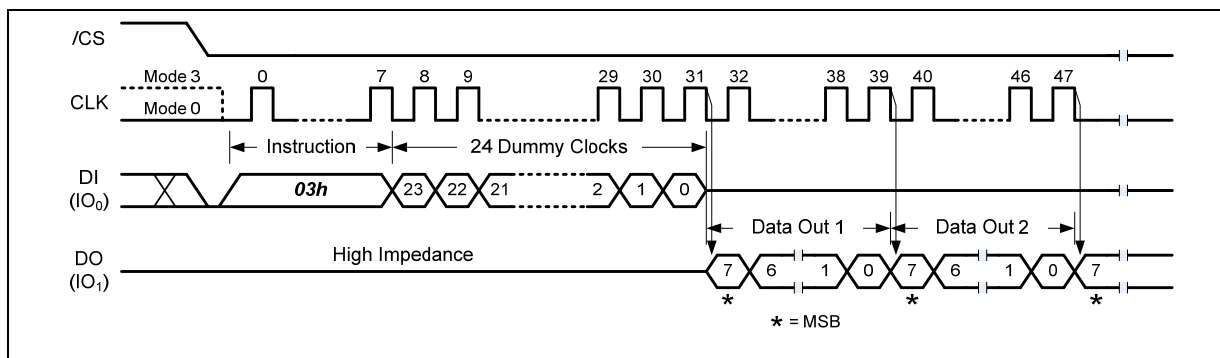 /CS
Mode 3
Mode 0
CLK
0 7 8 9 29 30 31 32 38 39 40 46 47
Instruction 24 Dummy Clocks
DI
(IO₀)
03h 23 22 21 2 1 0
Data Out 1 Data Out 2
DO
(IO₁)
High Impedance
7 6 1 0 7 6 1 0 7
* * *
* = MSB